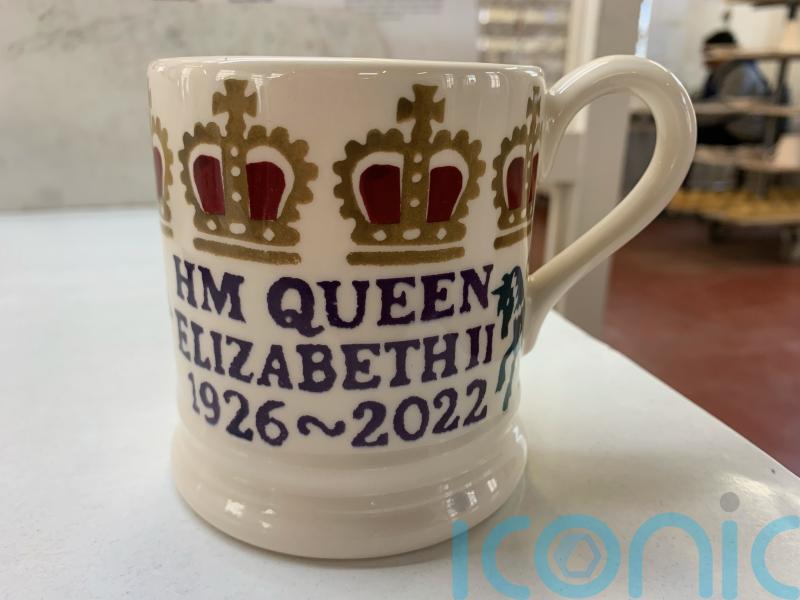 HM QUEEN
ELIZABETH II
1926~2022
iconic